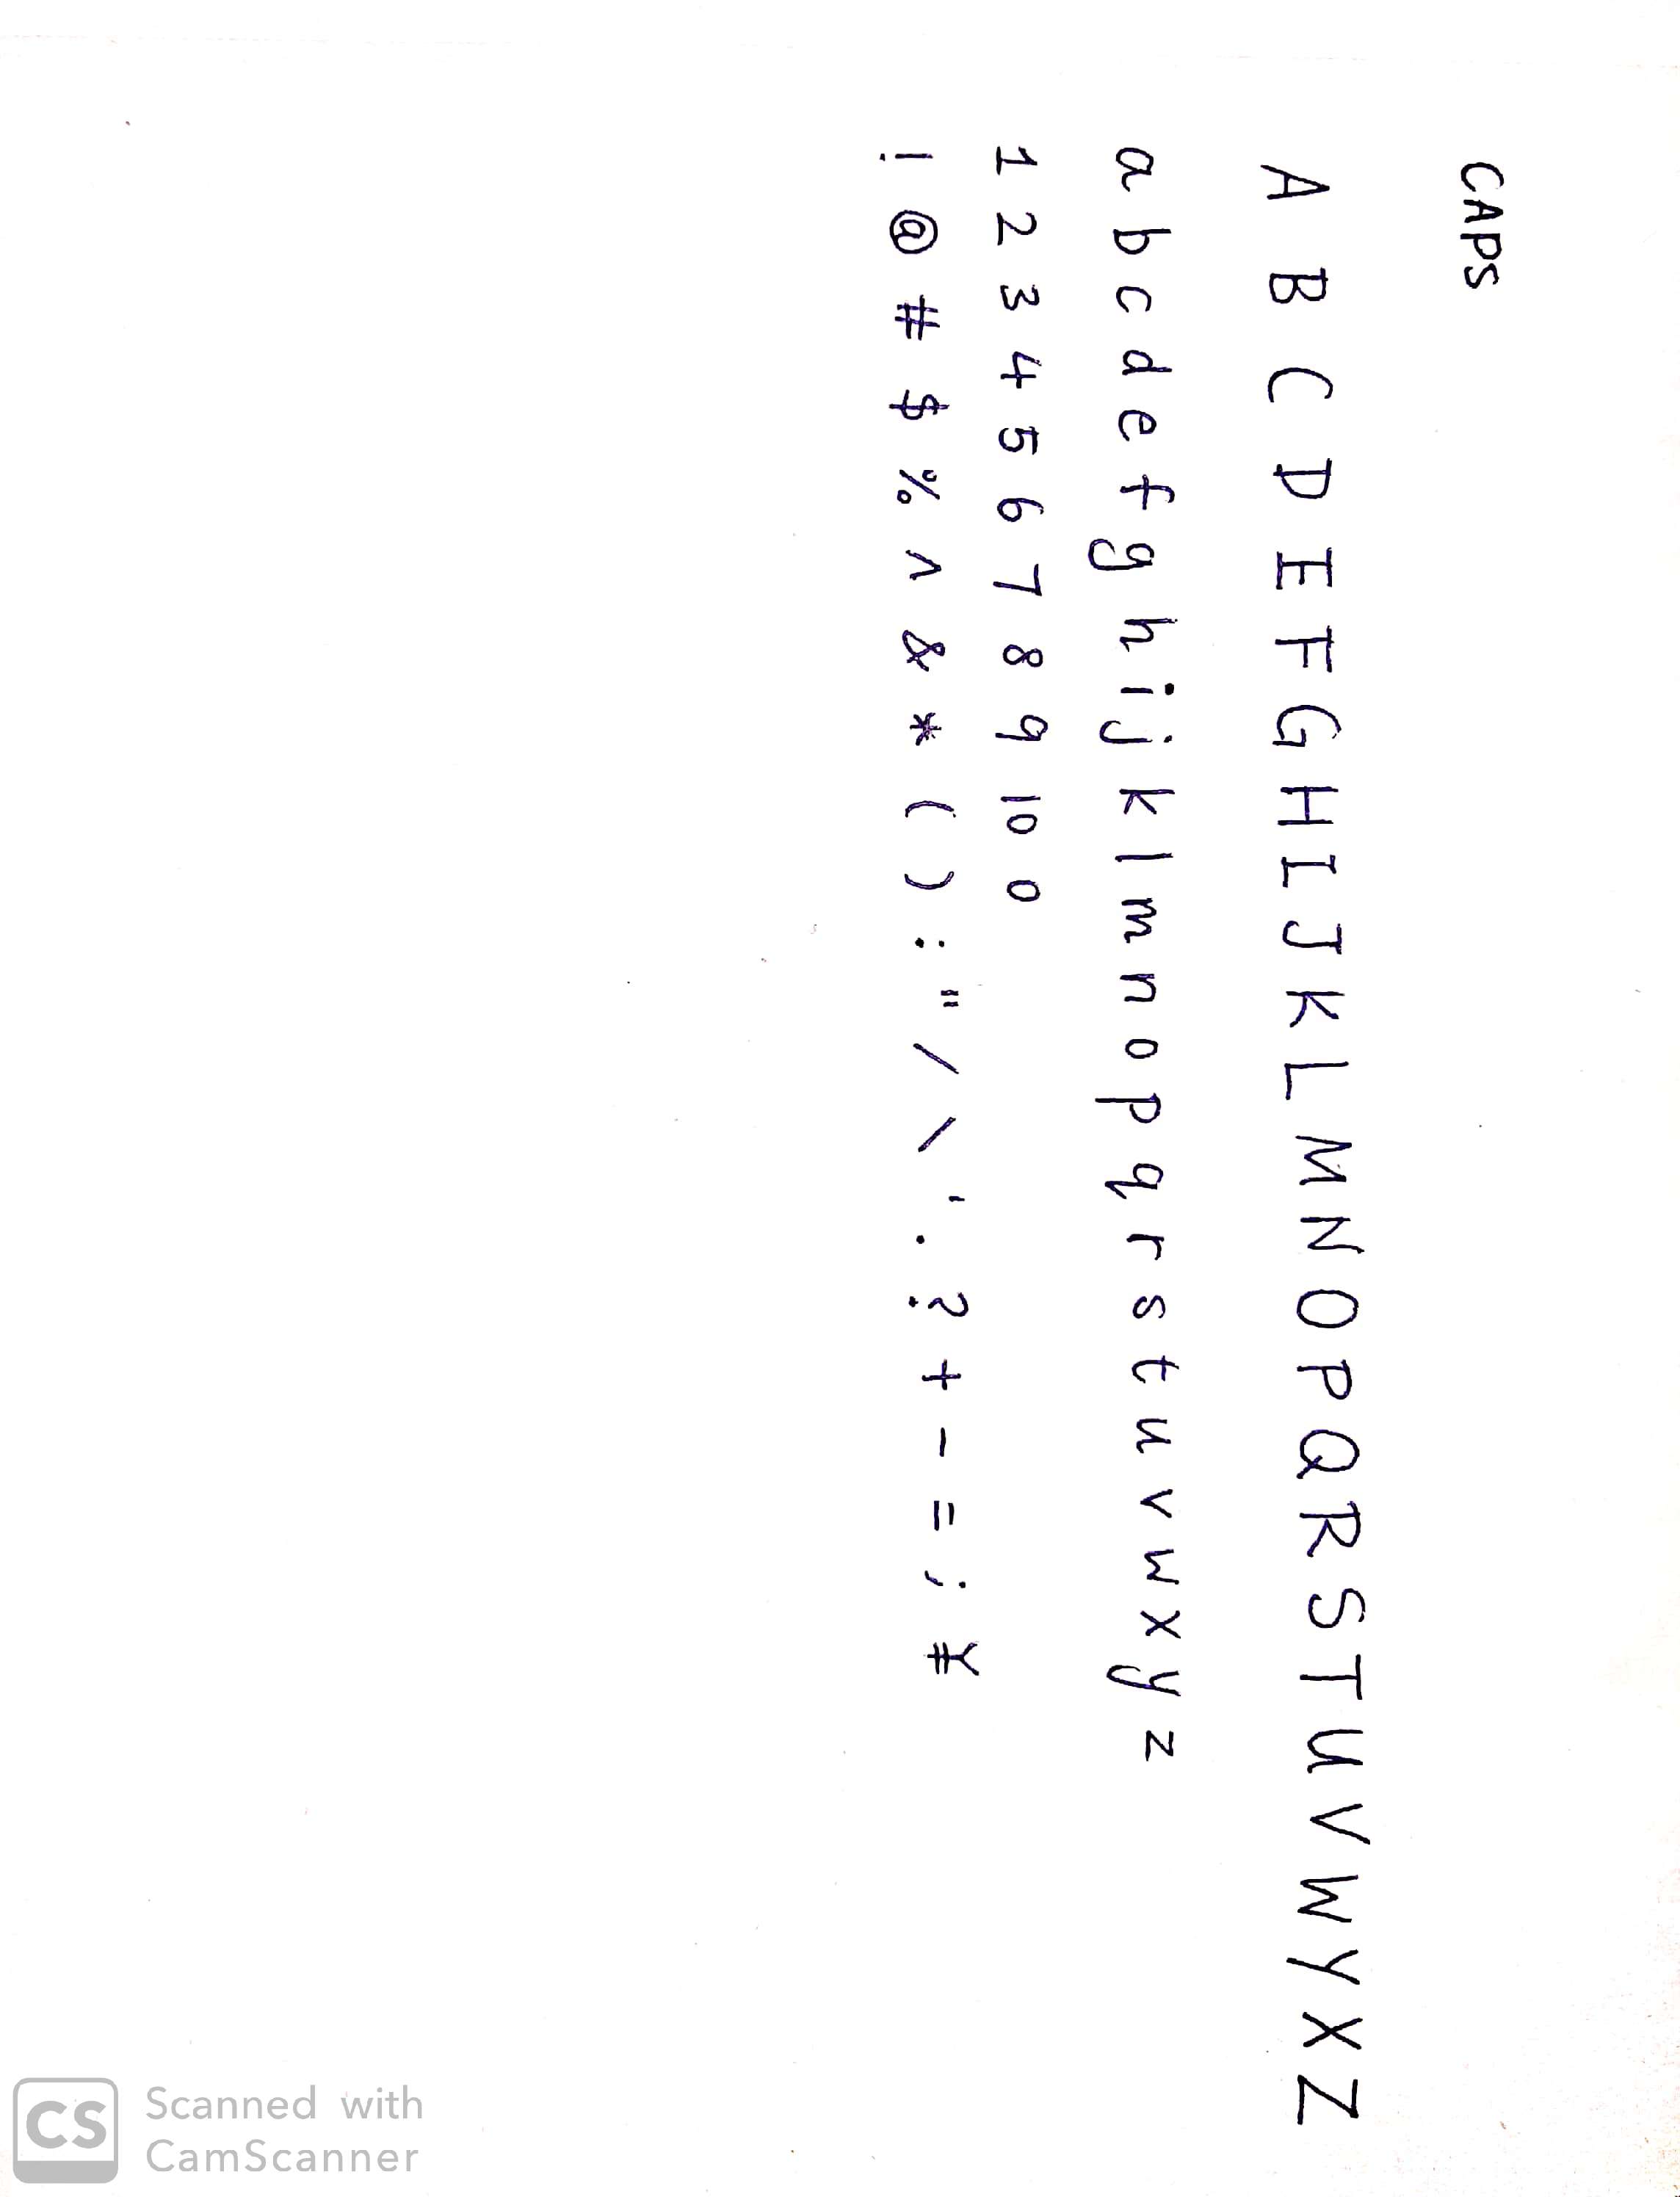 CAPS
A B C D E F G H I J K L M N O P Q R S T U V W Y X Z
a b c d e f g h i j k l m n o p q r s t u v w x y z
1 2 3 4 5 6 7 8 9 10 0
! @ # $ % ^ & * ( ) : " / \ ' . ? + - = ; ¥
CS
Scanned with
CamScanner